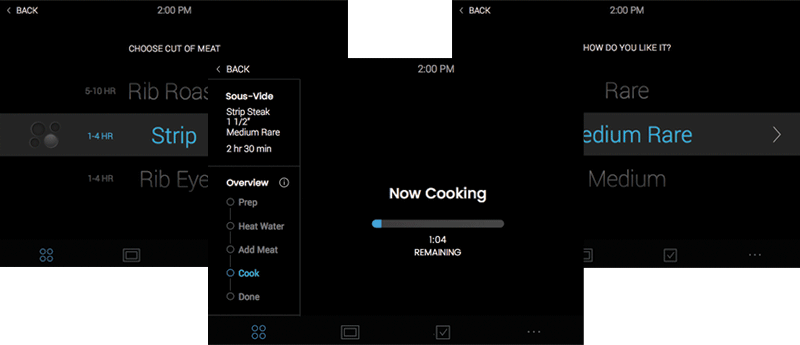 BACK
2:00 PM
CHOOSE CUT OF MEAT
5-10 HR Rib Roas
1-4 HR Strip
1-4 HR Rib Eye
BACK
2:00 PM
Sous-Vide
Strip Steak
1 1/2"
Medium Rare
2 hr 30 min
Overview
Prep
Heat Water
Add Meat
Cook
Done
Now Cooking
1:04
REMAINING
BACK
2:00 PM
HOW DO YOU LIKE IT?
Rare
edium Rare
Medium